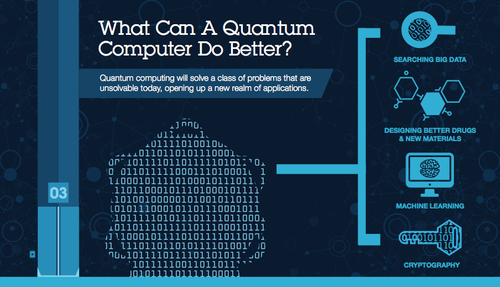 What Can A Quantum
Computer Do Better?
Quantum computing will solve a class of problems that are
unsolvable today, opening up a new realm of applications.
SEARCHING BIG DATA
DESIGNING BETTER DRUGS
& NEW MATERIALS
MACHINE LEARNING
CRYPTOGRAPHY
03